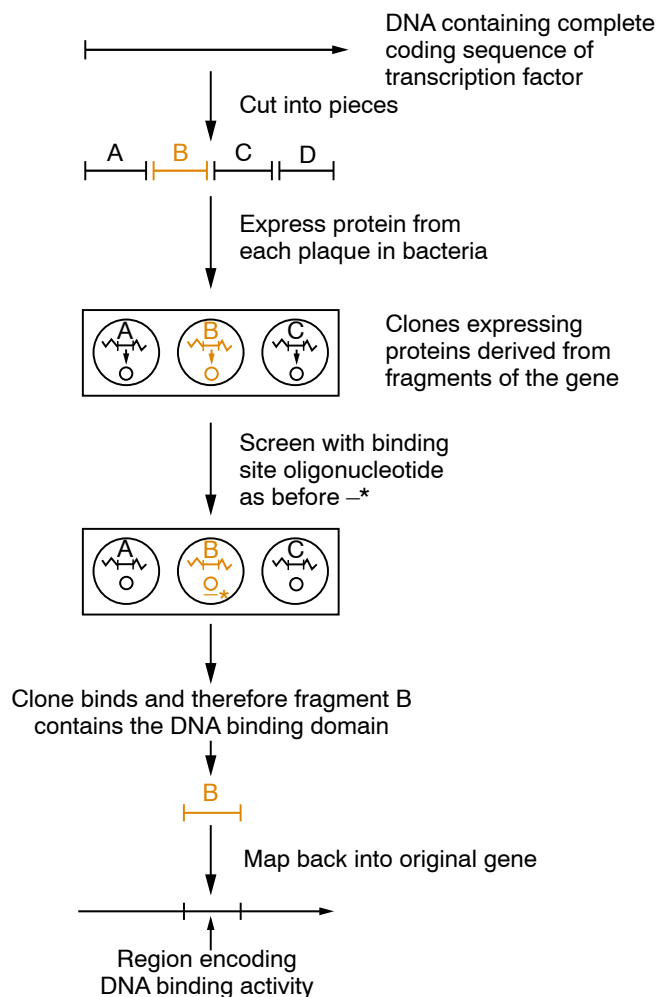 DNA containing complete
coding sequence of
transcription factor
Cut into pieces
A B C D
Express protein from
each plaque in bacteria
A B C
Clones expressing
proteins derived from
fragments of the gene
Screen with binding
site oligonucleotide
as before –*
A B C
–*
Clone binds and therefore fragment B
contains the DNA binding domain
B
Map back into original gene
Region encoding
DNA binding activity